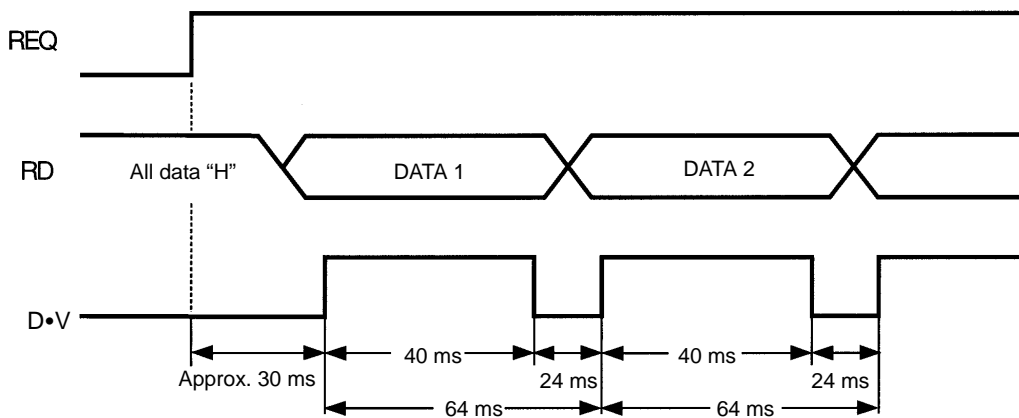 REQ
RD
All data “H”
DATA 1
DATA 2
D•V
40 ms
40 ms
Approx. 30 ms
24 ms
24 ms
64 ms
64 ms